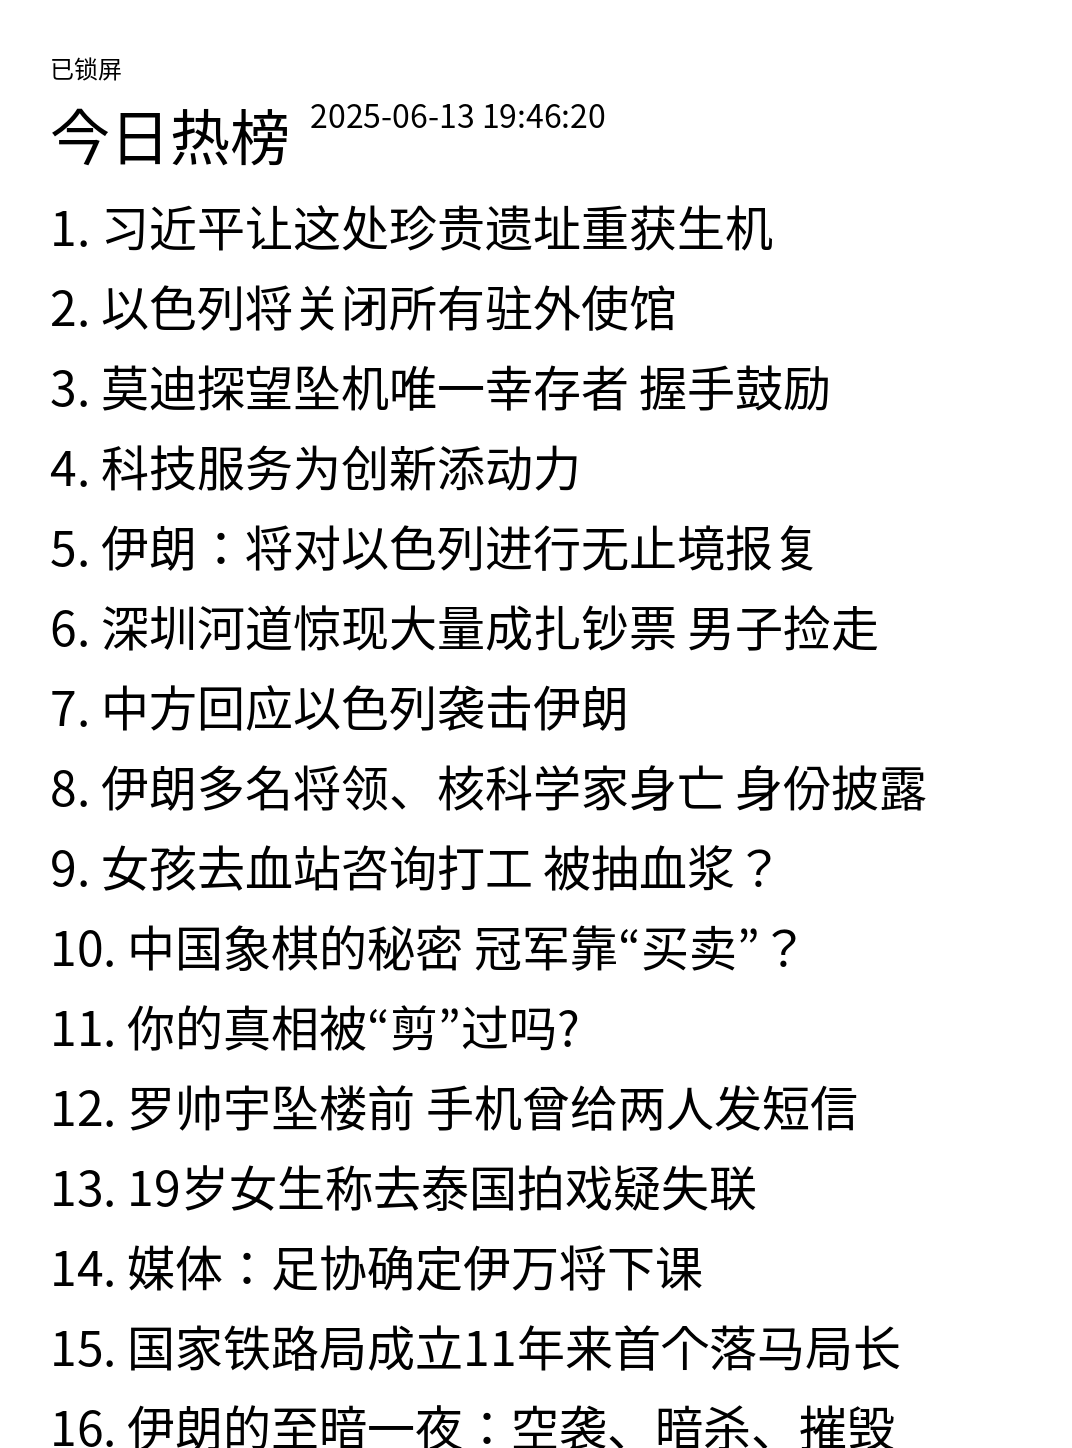 已锁屏
今日热榜 2025-06-13 19:46:20
1. 习近平让这处珍贵遗址重获生机
2. 以色列将关闭所有驻外使馆
3. 莫迪探望坠机唯一幸存者 握手鼓励
4. 科技服务为创新添动力
5. 伊朗：将对以色列进行无止境报复
6. 深圳河道惊现大量成扎钞票 男子捡走
7. 中方回应以色列袭击伊朗
8. 伊朗多名将领、核科学家身亡 身份披露
9. 女孩去血站咨询打工 被抽血浆？
10. 中国象棋的秘密 冠军靠“买卖”？
11. 你的真相被“剪”过吗?
12. 罗帅宇坠楼前 手机曾给两人发短信
13. 19岁女生称去泰国拍戏疑失联
14. 媒体：足协确定伊万将下课
15. 国家铁路局成立11年来首个落马局长
16. 伊朗的至暗一夜：空袭、暗杀、摧毁